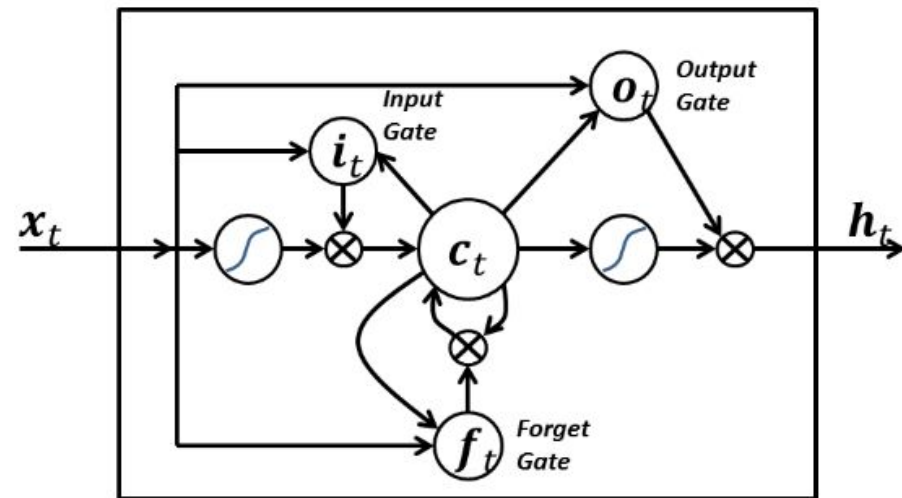 Output
Gate
o_t
Input
Gate
i_t
x_t
c_t
h_t
f_t
Forget
Gate